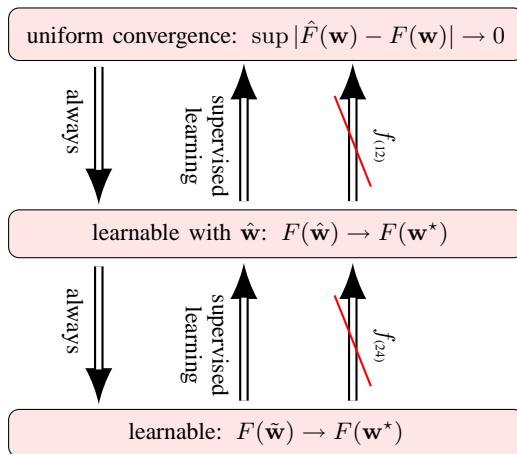 uniform convergence: sup |F̂(w) − F(w)| → 0
always
supervised
learning
f(12)
learnable with ŵ: F(ŵ) → F(w⋆)
always
supervised
learning
f(24)
learnable: F(w̃) → F(w⋆)